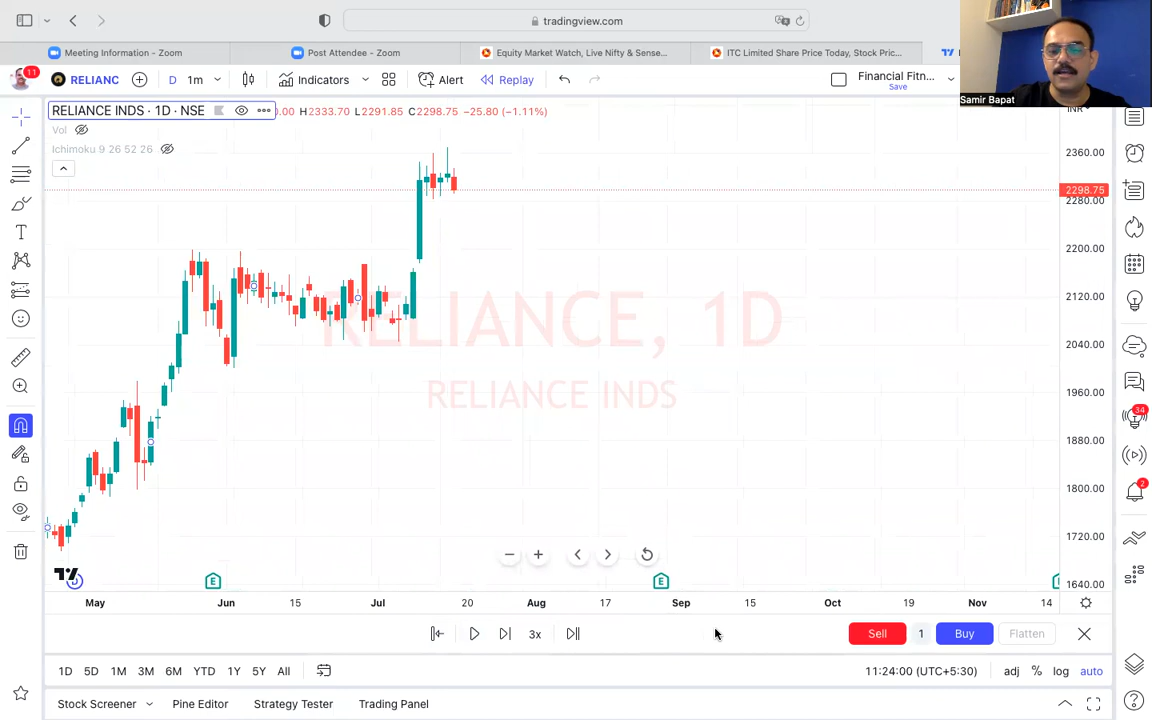 tradingview.com
Meeting Information - Zoom
Post Attendee - Zoom
Equity Market Watch, Live Nifty & Sense...
ITC Limited Share Price Today, Stock Pric...
11
RELIANC
D
1m
Indicators
Alert
Replay
Financial Fitn...
Save
Samir Bapat
RELIANCE INDS · 1D · NSE
H2333.70 L2291.85 C2298.75 −25.80 (−1.11%)
Vol
Ichimoku 9 26 52 26
2360.00
2298.75
2280.00
2200.00
2120.00
2040.00
1960.00
1880.00
1800.00
1720.00
1640.00
RELIANCE, 1D
RELIANCE INDS
34
2
E
E
May
Jun
15
Jul
20
Aug
17
Sep
15
Oct
19
Nov
14
3x
Sell
1
Buy
Flatten
1D
5D
1M
3M
6M
YTD
1Y
5Y
All
11:24:00 (UTC+5:30)
adj
%
log
auto
Stock Screener
Pine Editor
Strategy Tester
Trading Panel